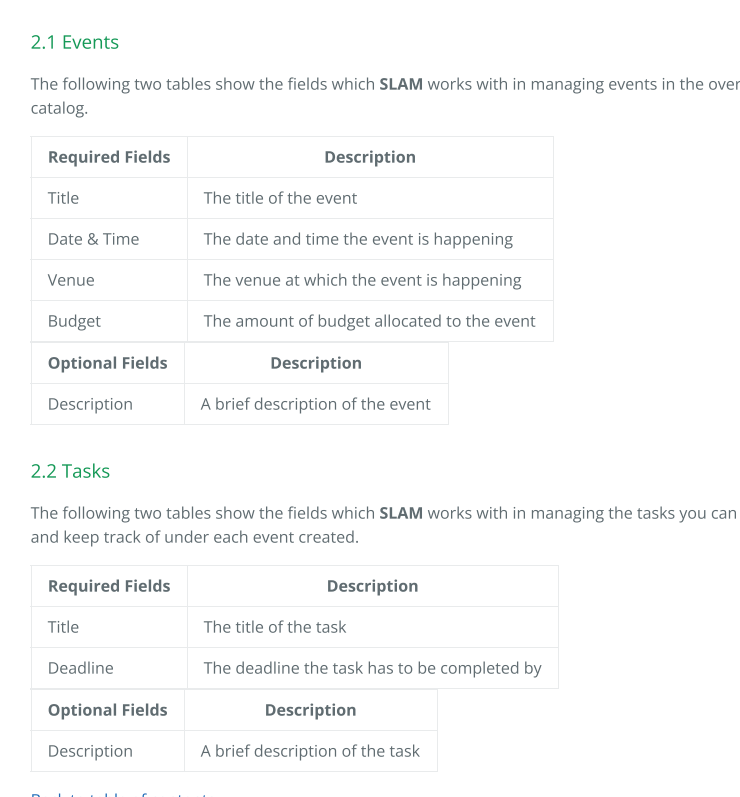 2.1 Events
The following two tables show the fields which SLAM works with in managing events in the over
catalog.
Required Fields Description
Title The title of the event
Date & Time The date and time the event is happening
Venue The venue at which the event is happening
Budget The amount of budget allocated to the event
Optional Fields Description
Description A brief description of the event
2.2 Tasks
The following two tables show the fields which SLAM works with in managing the tasks you can
and keep track of under each event created.
Required Fields Description
Title The title of the task
Deadline The deadline the task has to be completed by
Optional Fields Description
Description A brief description of the task